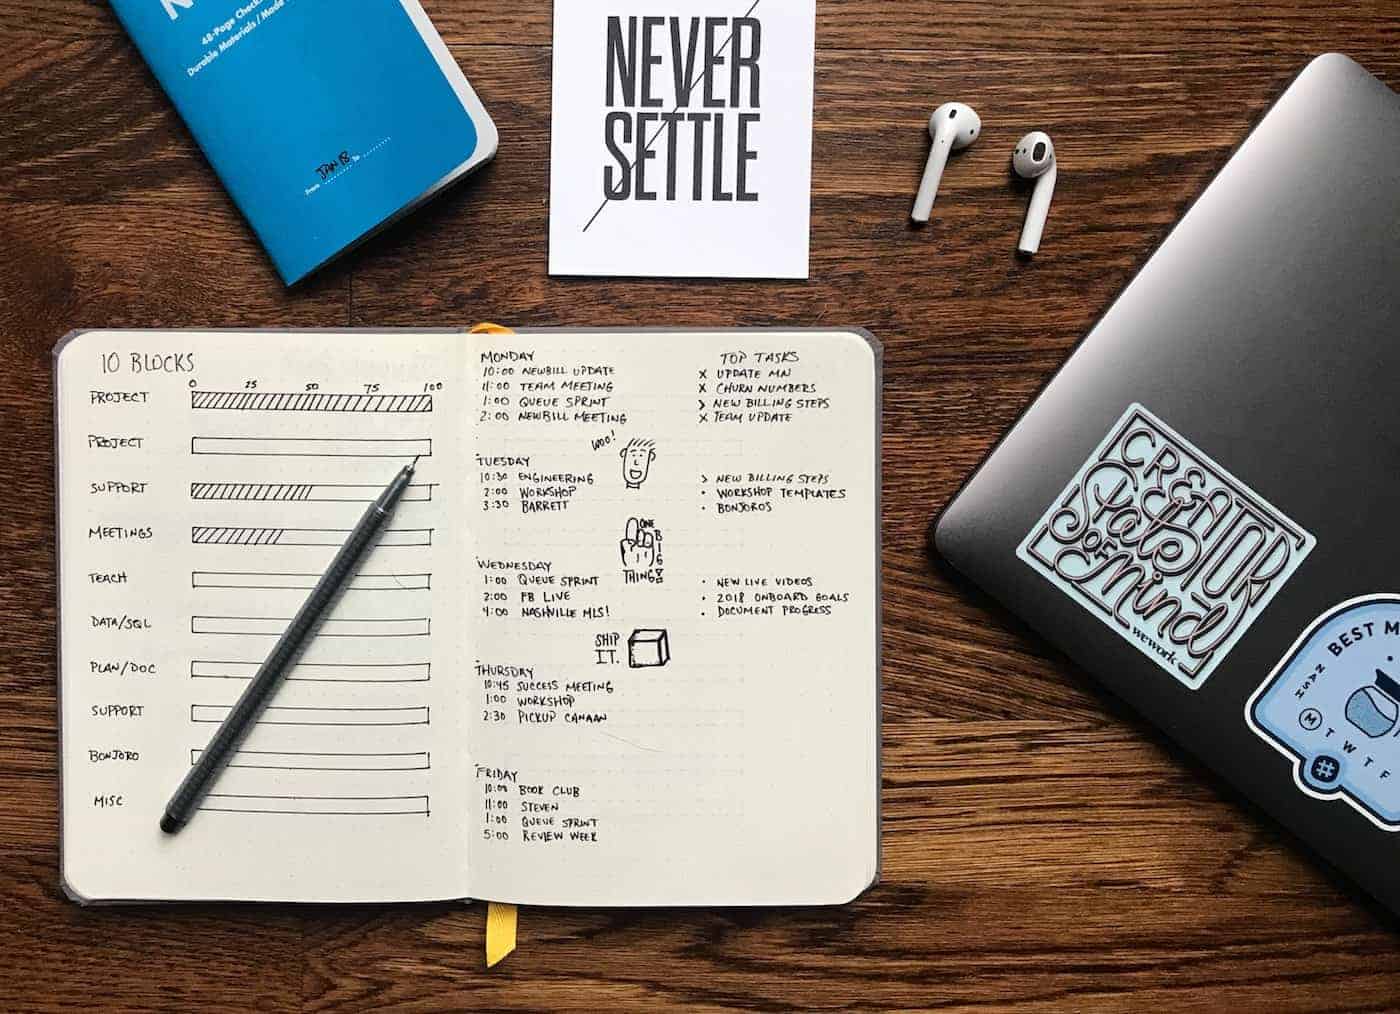 48-Page
Durable Materials / Made
From JAN 18 To
NEVER
SETTLE
10 BLOCKS
0 25 50 75 100
PROJECT
PROJECT
SUPPORT
MEETINGS
TEACH
DATA/SQL
PLAN/DOC
SUPPORT
BONJORO
MISC
MONDAY
10:00 NEWBILL UPDATE
11:00 TEAM MEETING
1:00 QUEUE SPRINT
2:00 NEWBILL MEETING
TOP TASKS
X UPDATE MN
X CHURN NUMBERS
> NEW BILLING STEPS
X TEAM UPDATE
WOO!
TUESDAY
10:30 ENGINEERING
2:00 WORKSHOP
3:30 BARRETT
> NEW BILLING STEPS
• WORKSHOP TEMPLATES
• BONJOROS
ONE
BIG
THING!
WEDNESDAY
1:00 QUEUE SPRINT
2:00 FB LIVE
4:00 NASHVILLE MLS!
• NEW LIVE VIDEOS
• 2018 ONBOARD GOALS
• DOCUMENT PROGRESS
SHIP
IT.
THURSDAY
10:45 SUCCESS MEETING
1:00 WORKSHOP
2:30 PICKUP CANAAN
FRIDAY
10:00 BOOK CLUB
11:00 STEVEN
1:00 QUEUE SPRINT
5:00 REVIEW WEEK
CREATOR
State
OF
Mind
wework
BEST M
NASH
M T W T F
#